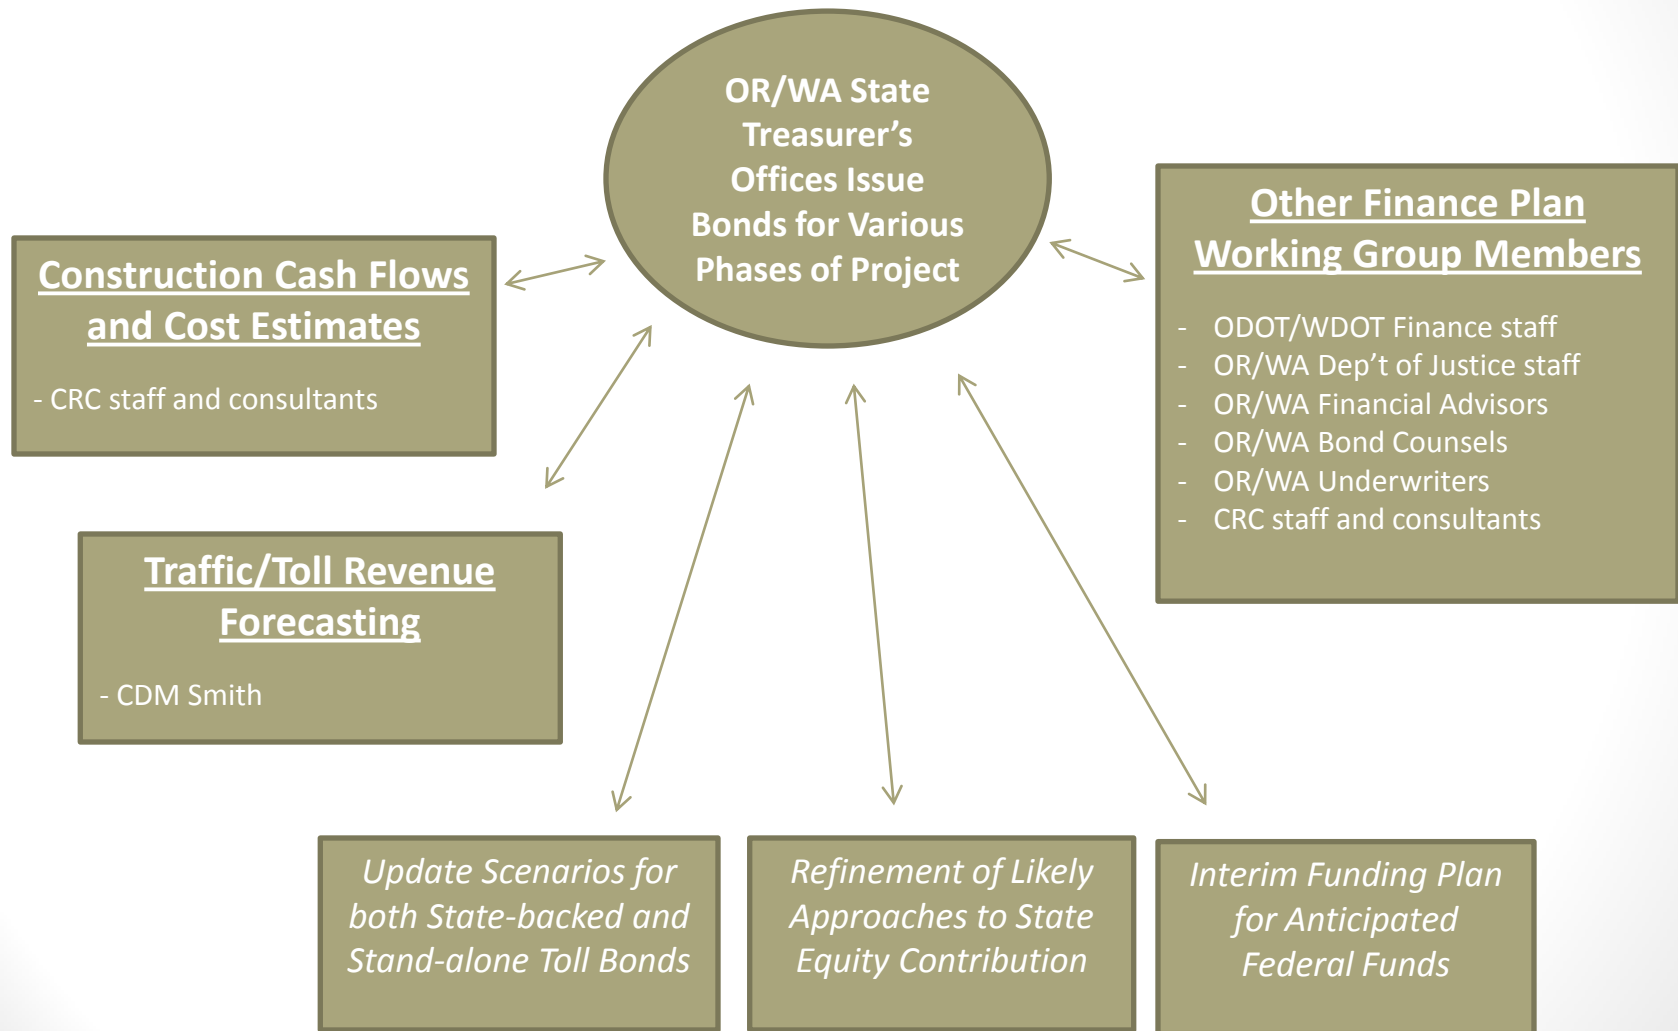 OR/WA State
Treasurer’s
Offices Issue
Bonds for Various
Phases of Project
Construction Cash Flows
and Cost Estimates
- CRC staff and consultants
Traffic/Toll Revenue
Forecasting
- CDM Smith
Other Finance Plan
Working Group Members
- ODOT/WDOT Finance staff
- OR/WA Dep’t of Justice staff
- OR/WA Financial Advisors
- OR/WA Bond Counsels
- OR/WA Underwriters
- CRC staff and consultants
Update Scenarios for
both State-backed and
Stand-alone Toll Bonds
Refinement of Likely
Approaches to State
Equity Contribution
Interim Funding Plan
for Anticipated
Federal Funds